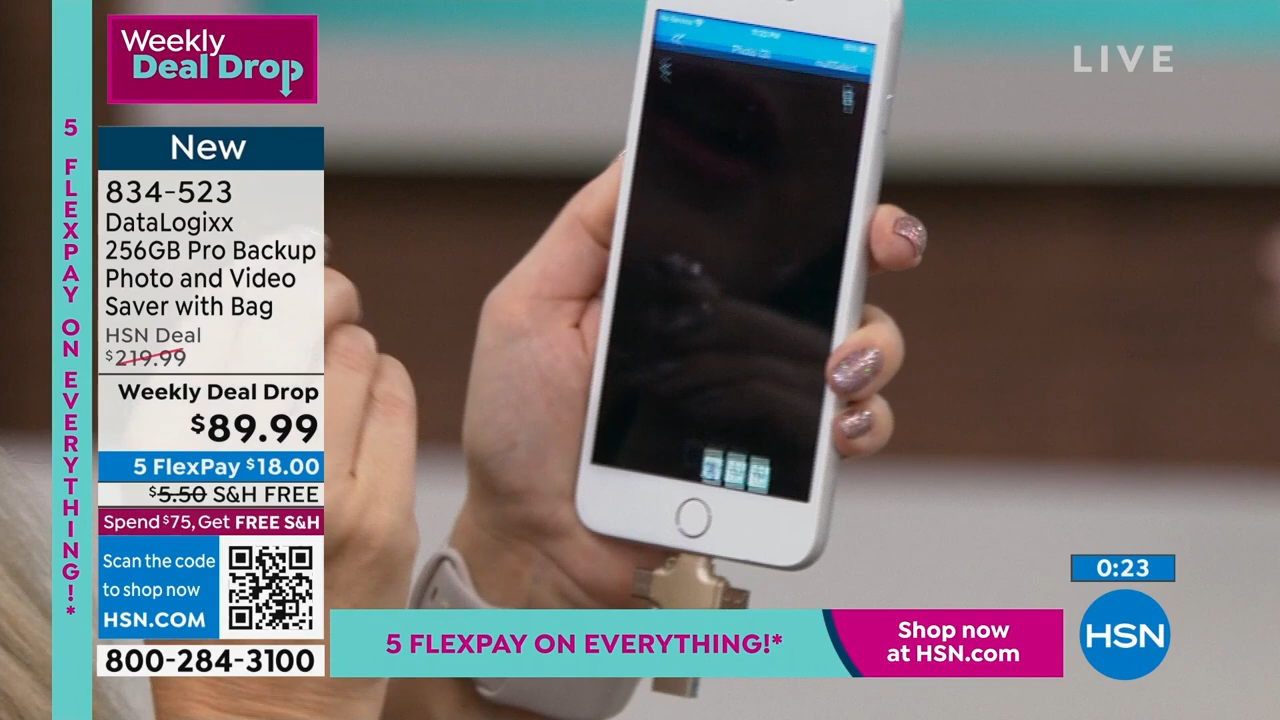 Weekly
Deal Drop
LIVE
5 FLEXPAY ON EVERYTHING!*
New
834-523
DataLogixx
256GB Pro Backup
Photo and Video
Saver with Bag
HSN Deal
$219.99
Weekly Deal Drop
$89.99
5 FlexPay $18.00
$5.50 S&H FREE
Spend $75, Get FREE S&H
Scan the code
to shop now
HSN.COM
800-284-3100
5 FLEXPAY ON EVERYTHING!*
Shop now
at HSN.com
0:23
HSN